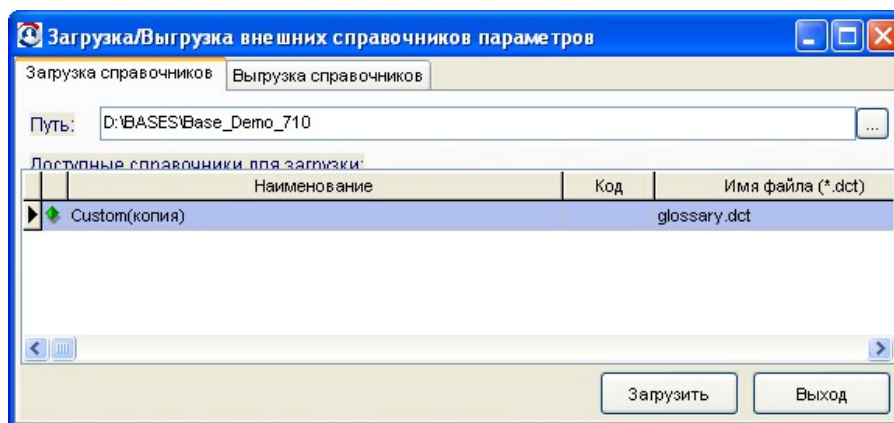 Загрузка/Выгрузка внешних справочников параметров
Загрузка справочников Выгрузка справочников
Путь: D:\BASES\Base_Demo_710 ...
Доступные справочники для загрузки:
Наименование Код Имя файла (*.dct)
Custom(копия) glossary.dct
Загрузить Выход